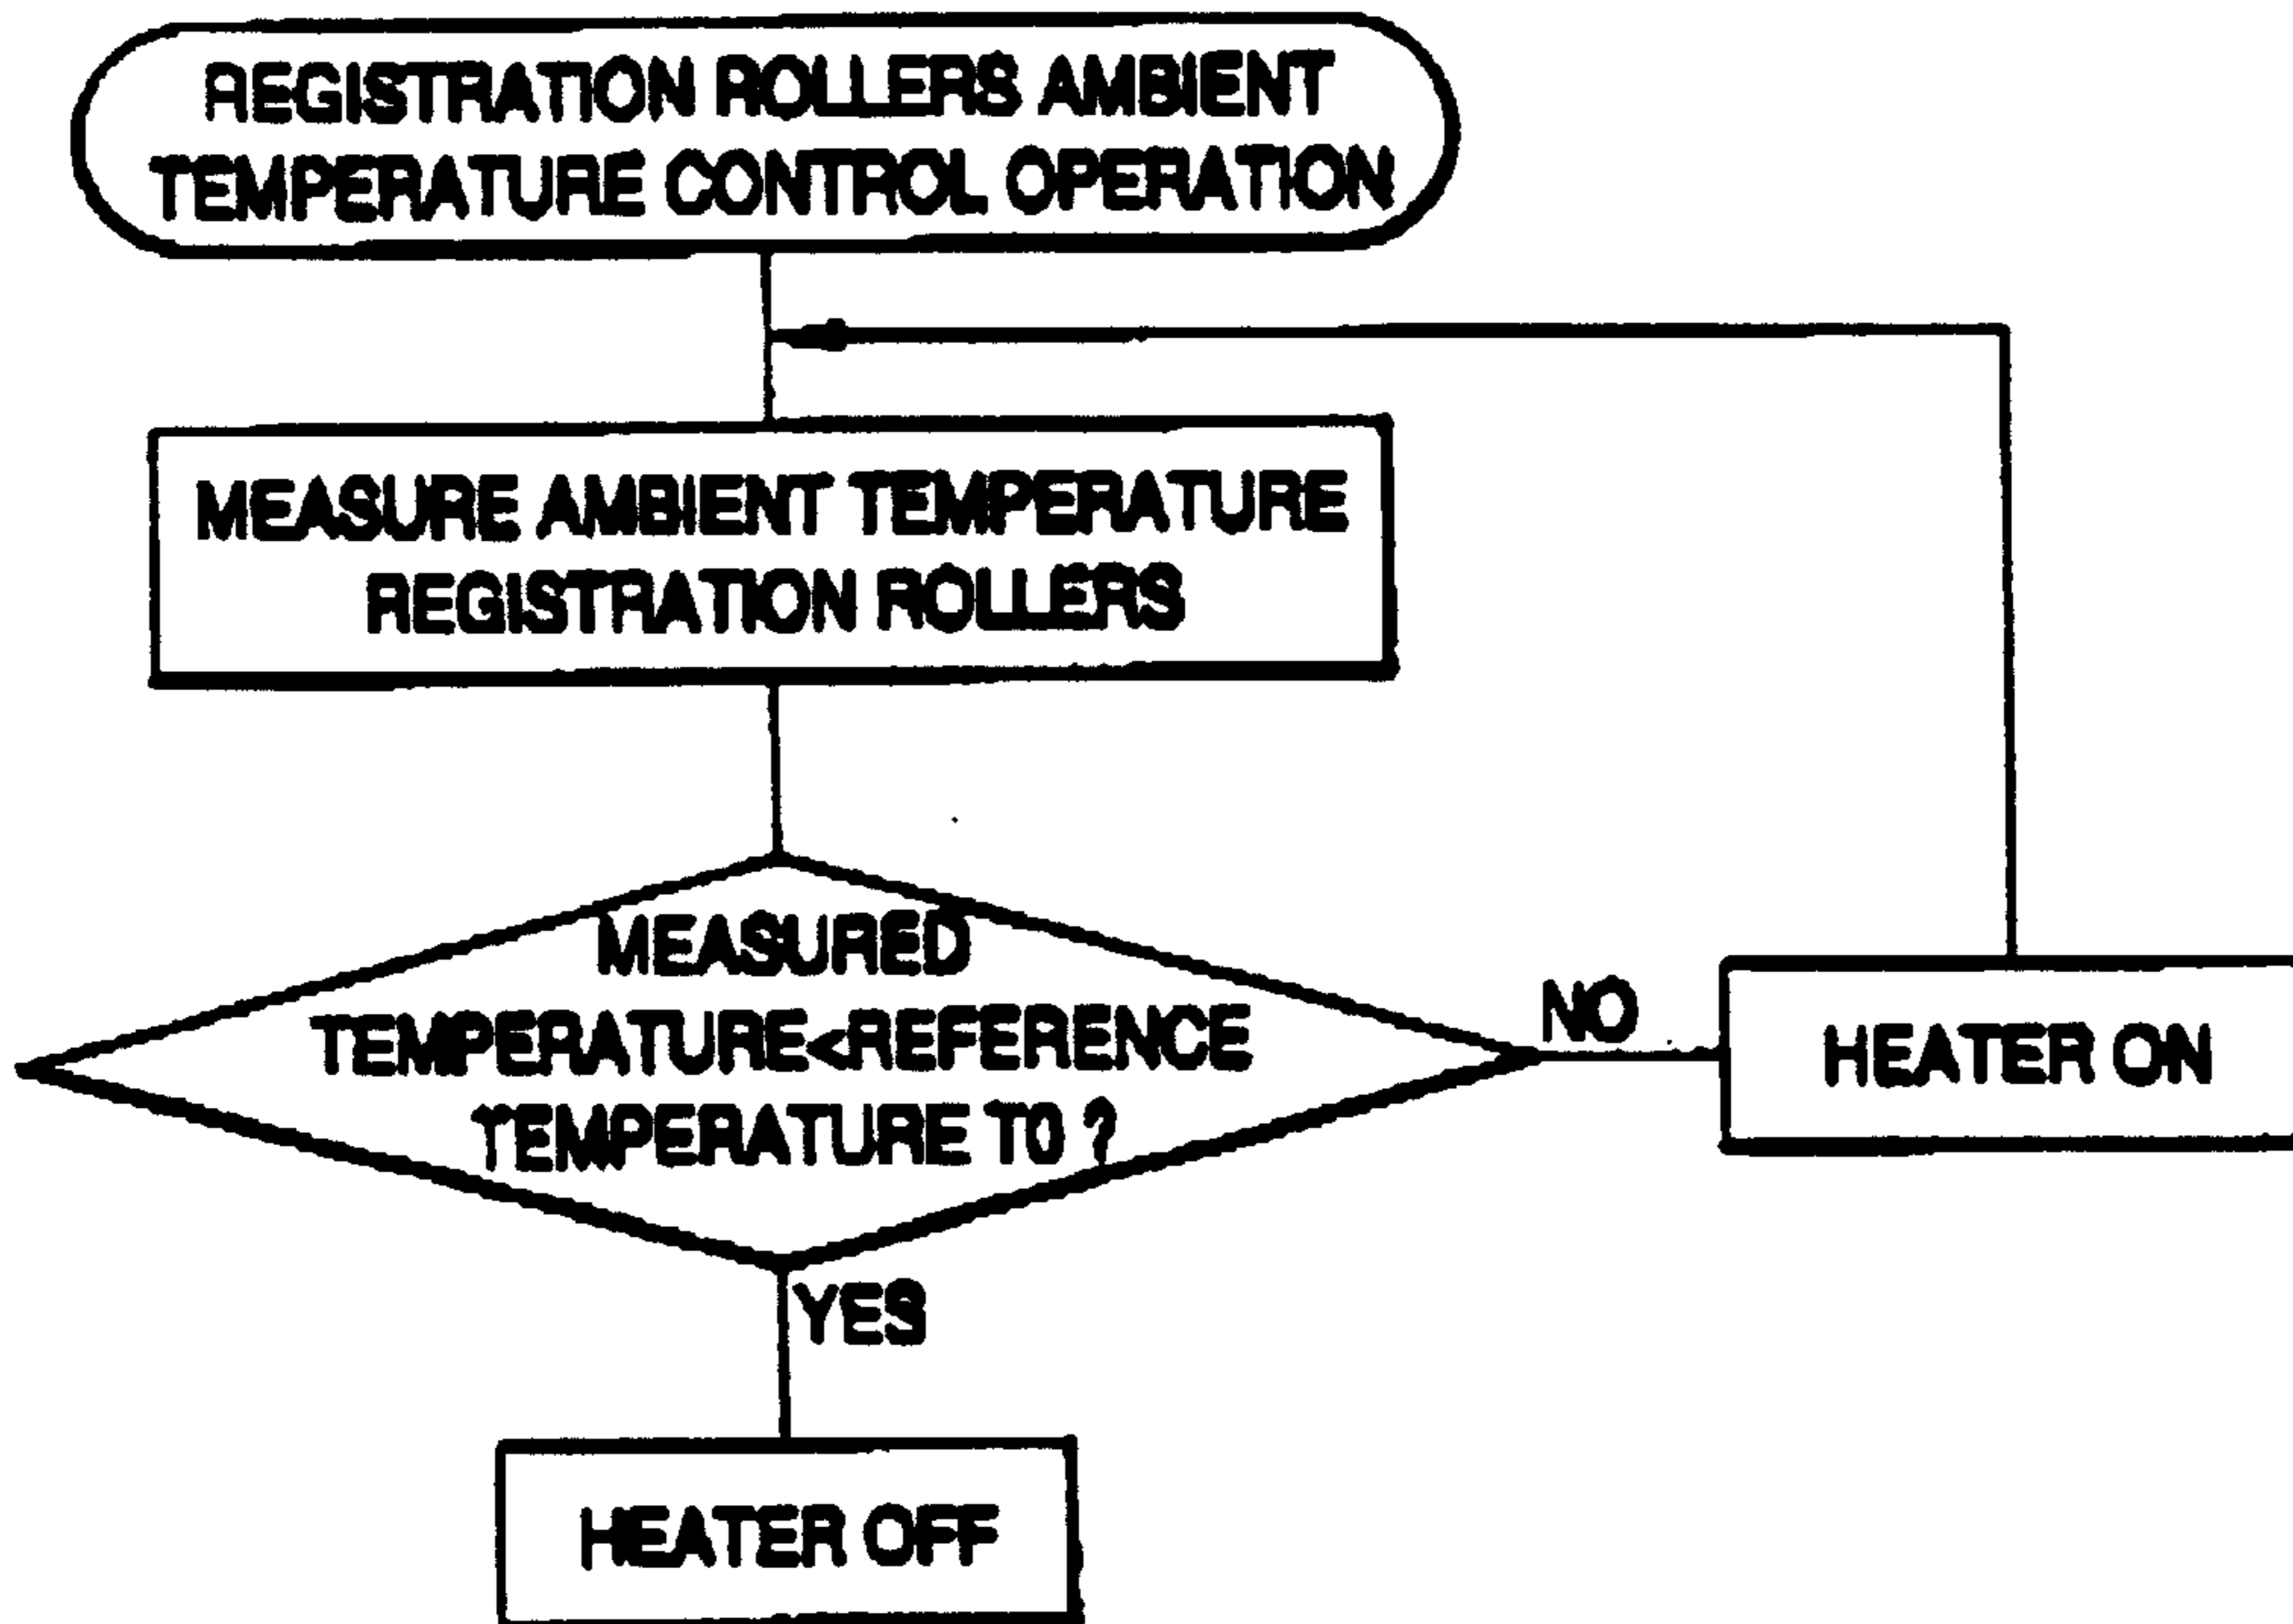 REGISTRATION ROLLERS AMBIENT
TEMPERATURE CONTROL OPERATION
MEASURE AMBIENT TEMPERATURE
REGISTRATION ROLLERS
MEASURED
TEMPERATURE<REFERENCE
TEMPERATURE T0 ?
NO
HEATER ON
YES
HEATER OFF